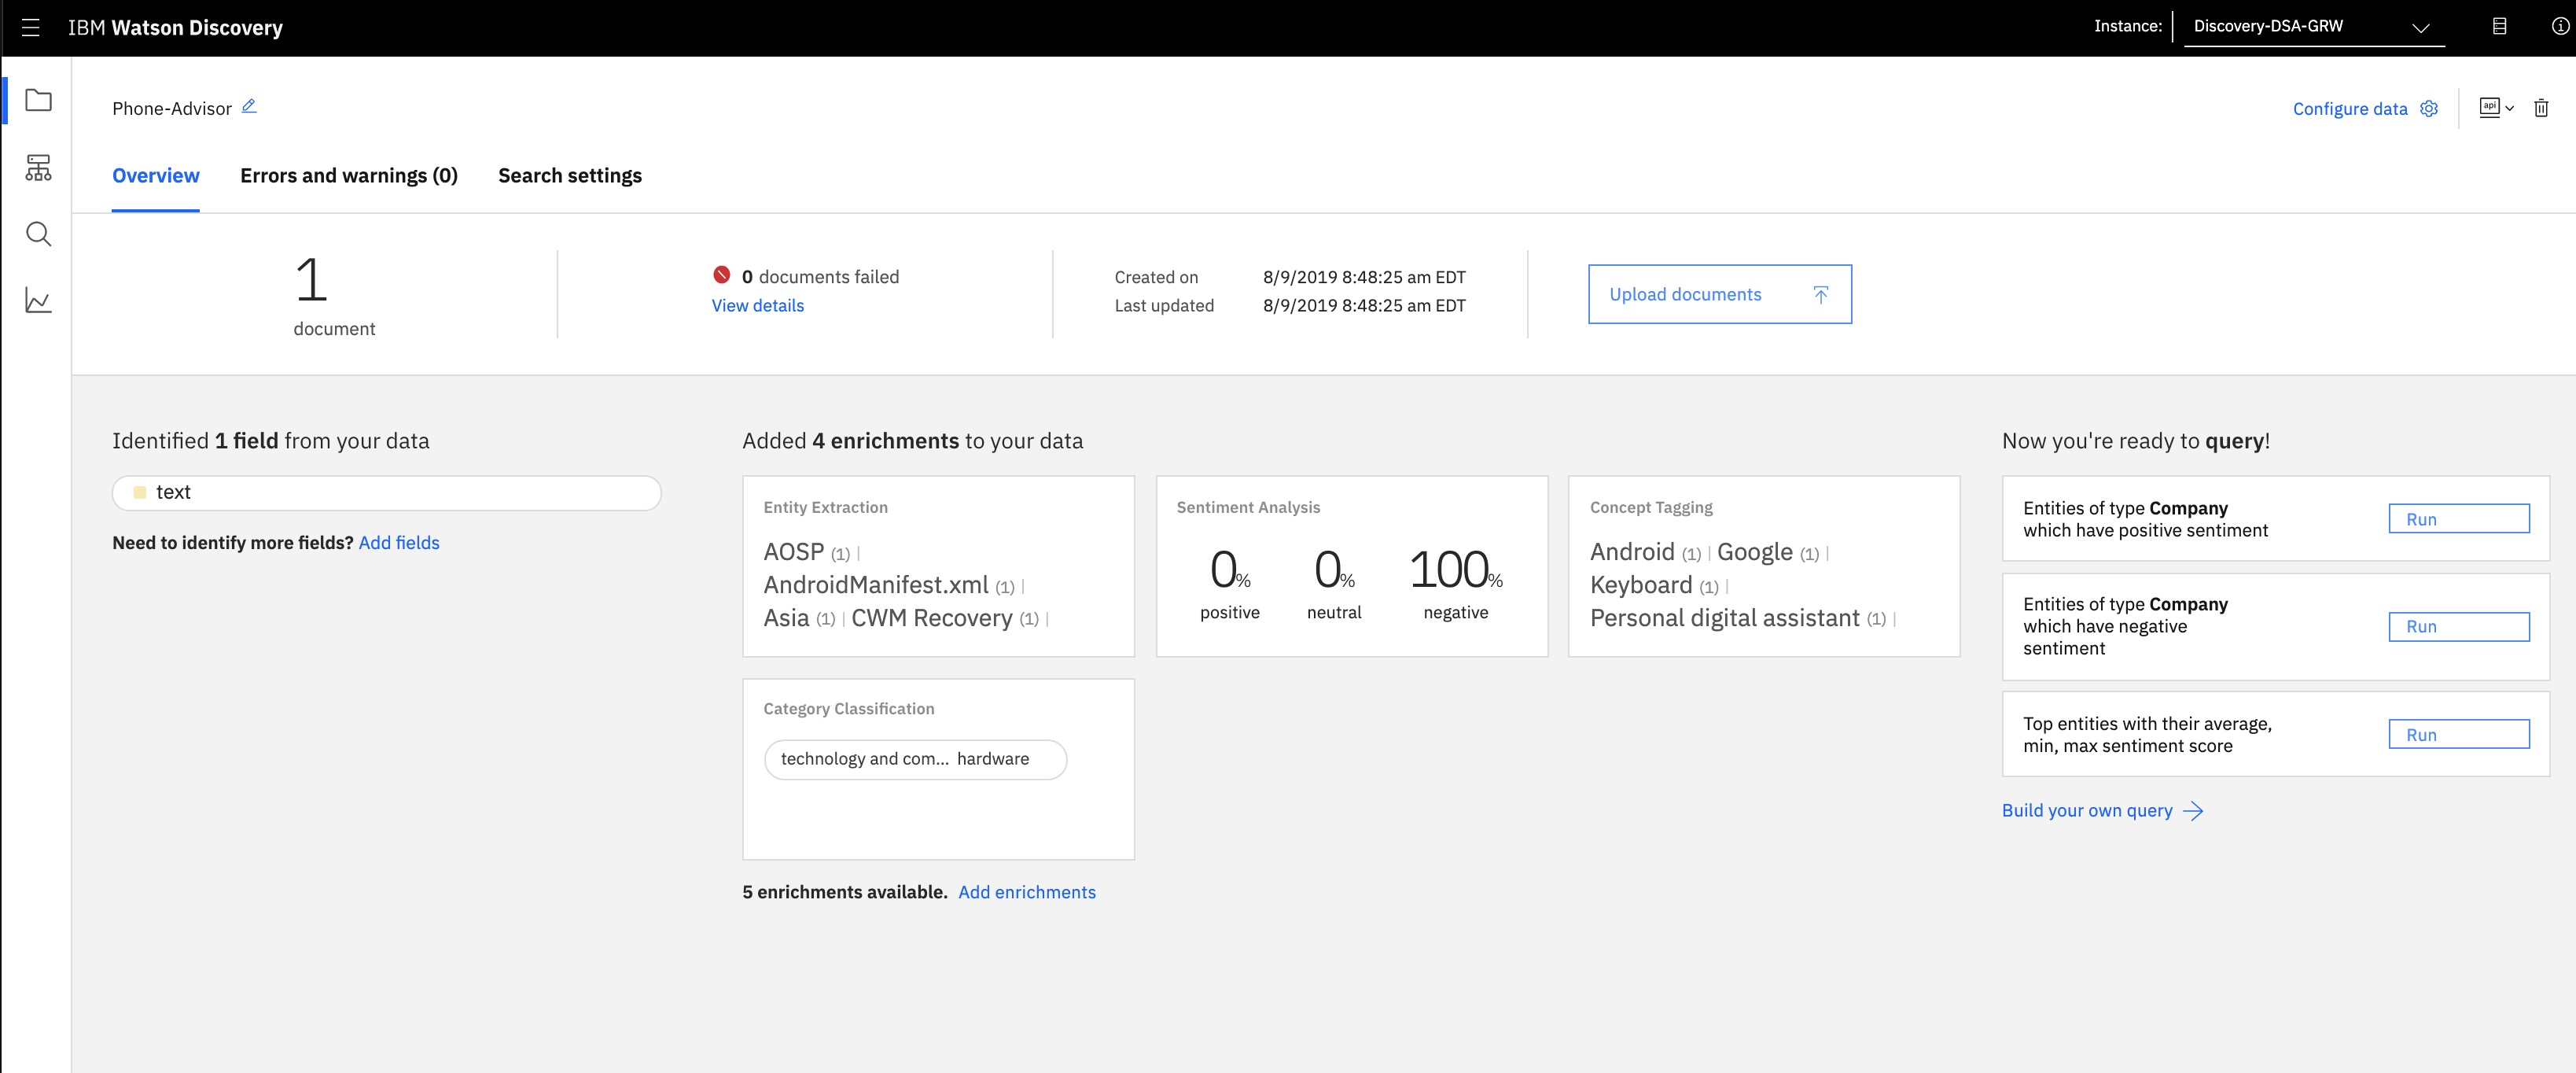 IBM Watson Discovery
Instance: Discovery-DSA-GRW
Phone-Advisor
Configure data
api
Overview Errors and warnings (0) Search settings
1
document
0 documents failed
View details
Created on 8/9/2019 8:48:25 am EDT
Last updated 8/9/2019 8:48:25 am EDT
Upload documents
Identified 1 field from your data
text
Need to identify more fields? Add fields
Added 4 enrichments to your data
Entity Extraction
AOSP (1) |
AndroidManifest.xml (1) |
Asia (1) | CWM Recovery (1) |
Sentiment Analysis
0% 0% 100%
positive neutral negative
Concept Tagging
Android (1) | Google (1) |
Keyboard (1) |
Personal digital assistant (1) |
Category Classification
technology and com... hardware
5 enrichments available. Add enrichments
Now you're ready to query!
Entities of type Company
which have positive sentiment
Run
Entities of type Company
which have negative
sentiment
Run
Top entities with their average,
min, max sentiment score
Run
Build your own query